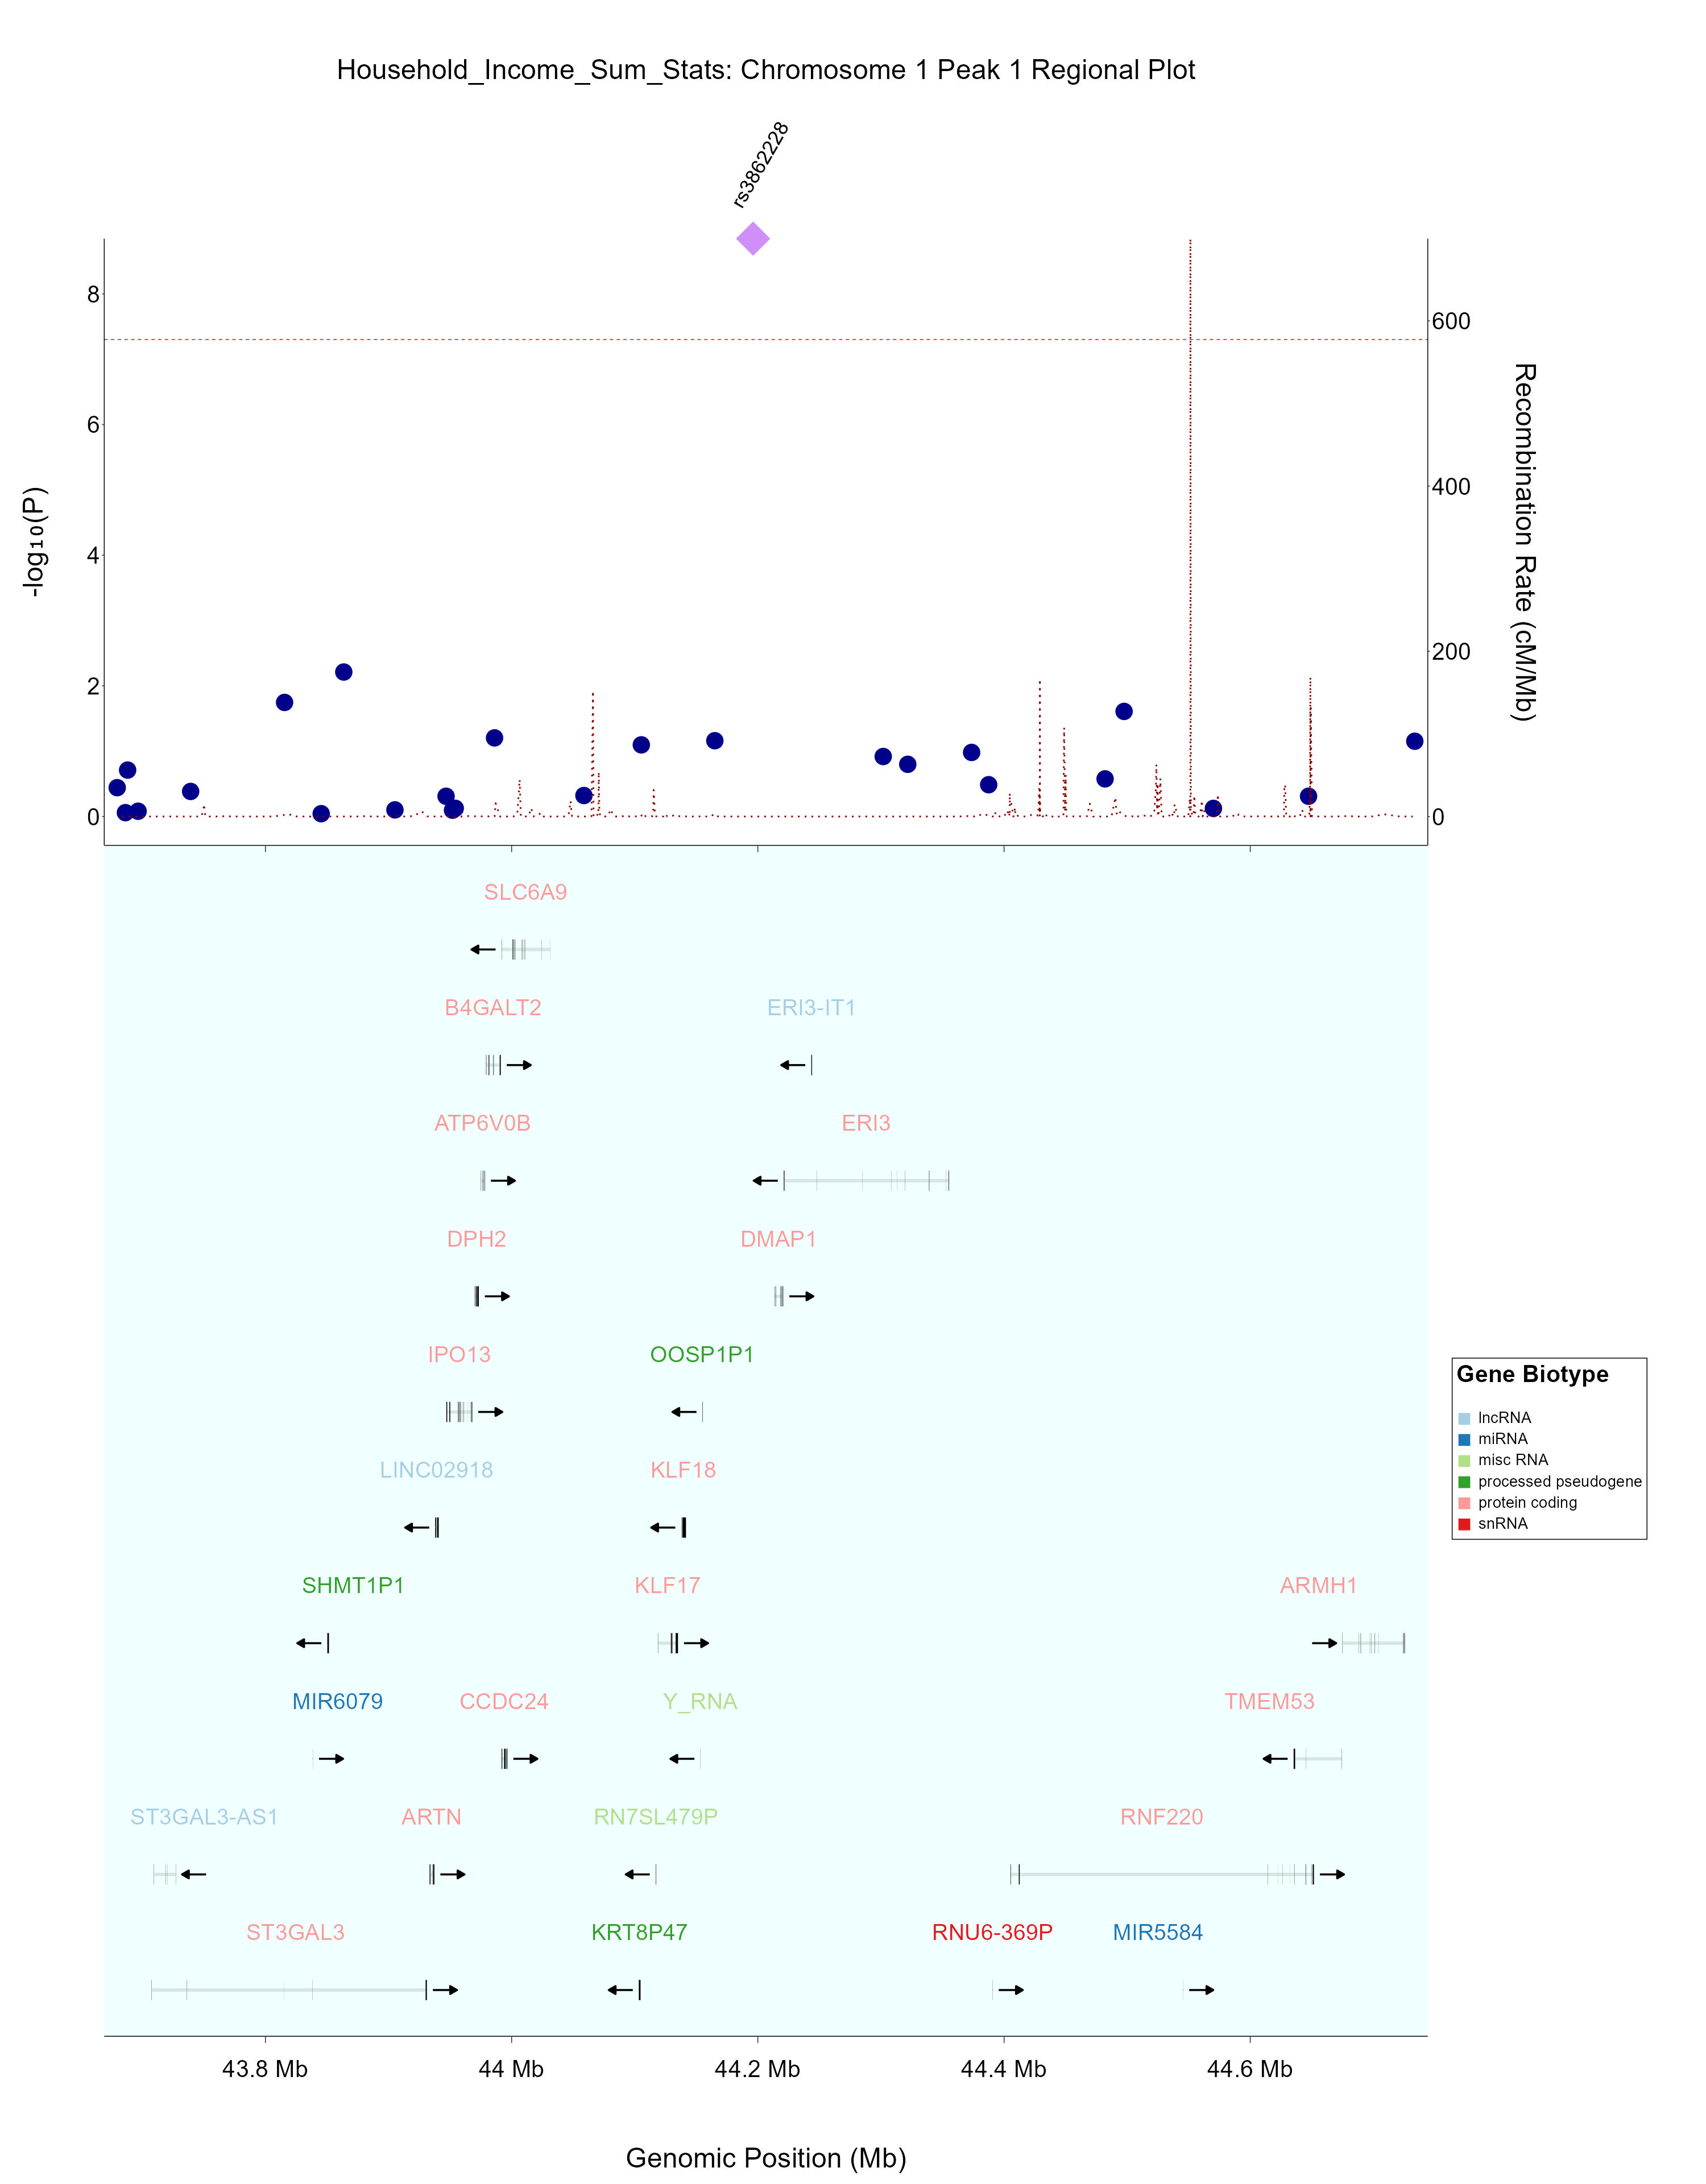 Household_Income_Sum_Stats: Chromosome 1 Peak 1 Regional Plot
rs3862228
8
6
4
2
0
-log₁₀(P)
600
400
200
0
Recombination Rate (cM/Mb)
SLC6A9
B4GALT2
ERI3-IT1
ATP6V0B
ERI3
DPH2
DMAP1
IPO13
OOSP1P1
LINC02918
KLF18
SHMT1P1
KLF17
ARMH1
MIR6079
CCDC24
Y_RNA
TMEM53
ST3GAL3-AS1
ARTN
RN7SL479P
RNF220
ST3GAL3
KRT8P47
RNU6-369P
MIR5584
Gene Biotype
lncRNA
miRNA
misc RNA
processed pseudogene
protein coding
snRNA
43.8 Mb
44 Mb
44.2 Mb
44.4 Mb
44.6 Mb
Genomic Position (Mb)